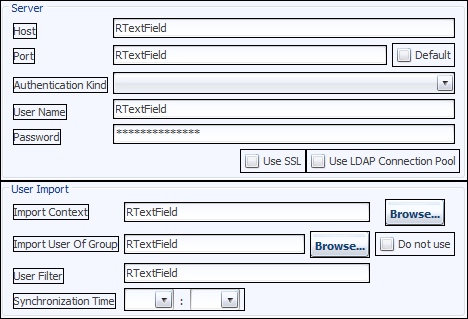 Server
Host RTextField
Port RTextField Default
Authentication Kind
User Name RTextField
Password **************
Use SSL Use LDAP Connection Pool
User Import
Import Context RTextField Browse...
Import User Of Group RTextField Browse... Do not use
User Filter RTextField
Synchronization Time :